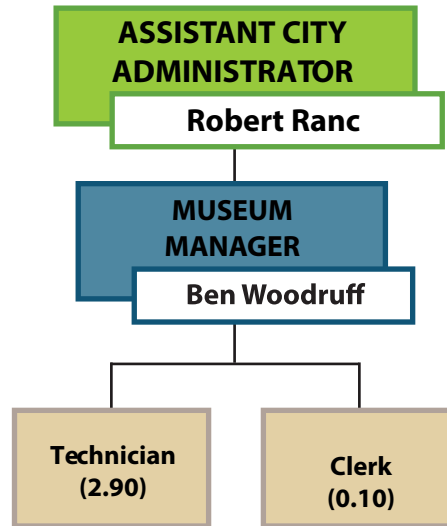 ASSISTANT CITY
ADMINISTRATOR
Robert Ranc
MUSEUM
MANAGER
Ben Woodruff
Technician
(2.90)
Clerk
(0.10)